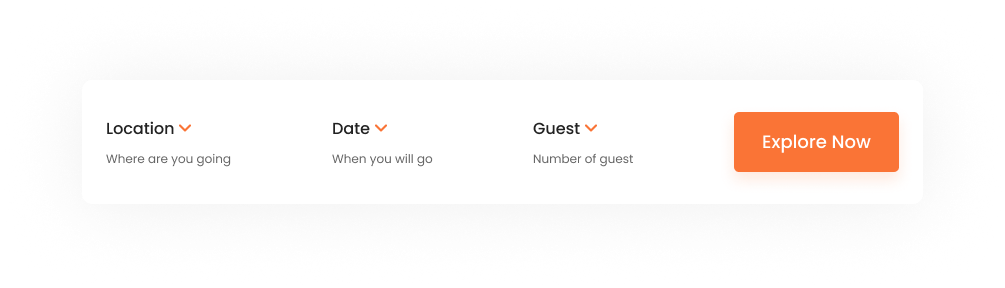 Location
Where are you going
Date
When you will go
Guest
Number of guest
Explore Now